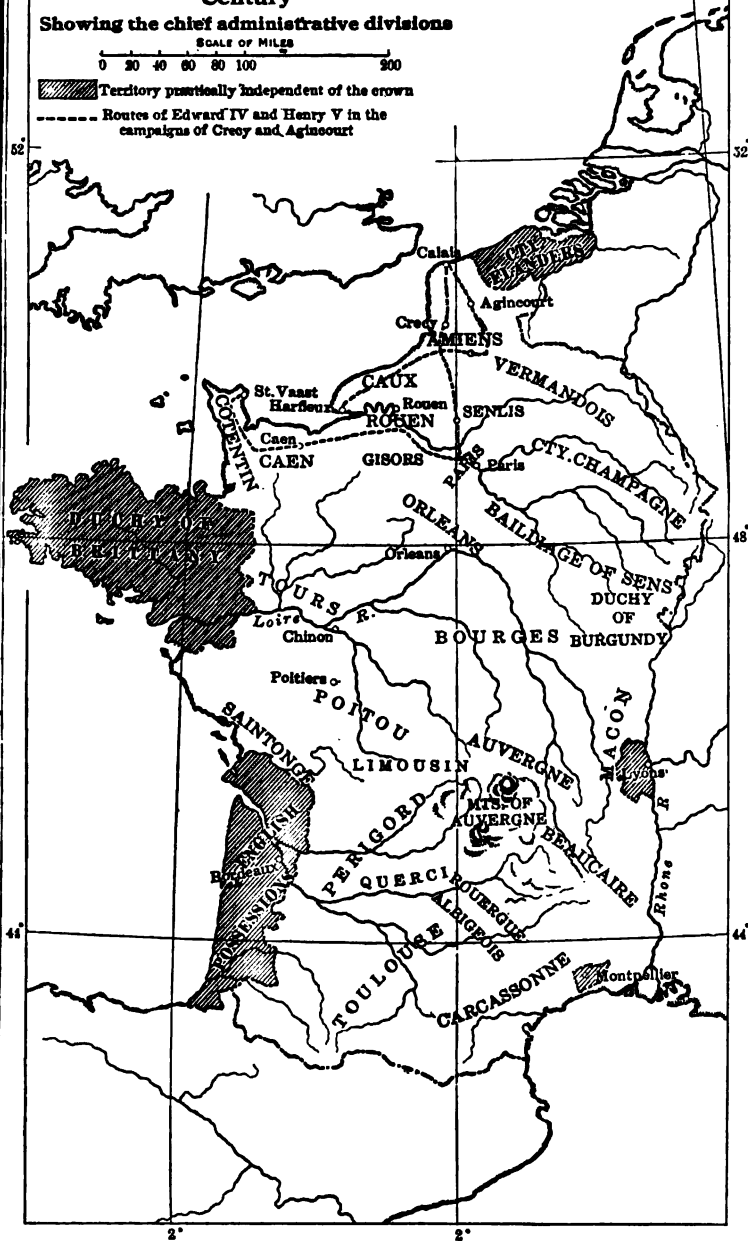 Century
Showing the chief administrative divisions
SCALE OF MILES
0 20 40 60 80 100 200
Territory practically independent of the crown
Routes of Edward IV and Henry V in the
campaigns of Crecy and Agincourt
52°
52°
Calais
CTY
FLANDERS
Agincourt
Crecy
AMIENS
VERMANDOIS
CAUX
St. Vaast
Harfleur
Rouen
ROUEN
SENLIS
COTENTIN
Caen
CAEN
GISORS
PARIS
Paris
CTY. CHAMPAGNE
ORLEANS
BAILLIAGE OF SENS
DUCHY OF
BRITTANY
Orleans
48°
TOURS
DUCHY
OF
BURGUNDY
Loire R.
Chinon
BOURGES
Poitiers
POITOU
MACON
SAINTONGE
AUVERGNE
LIMOUSIN
Lyons
MTS. OF
AUVERGNE
PERIGORD
ENGLISH
POSSESSIONS
BEAUCAIRE
Bordeaux
QUERCI
ROUERGUE
ALBIGEOIS
Rhone R
44°
44°
TOULOUSE
CARCASSONNE
Montpellier
2°
2°